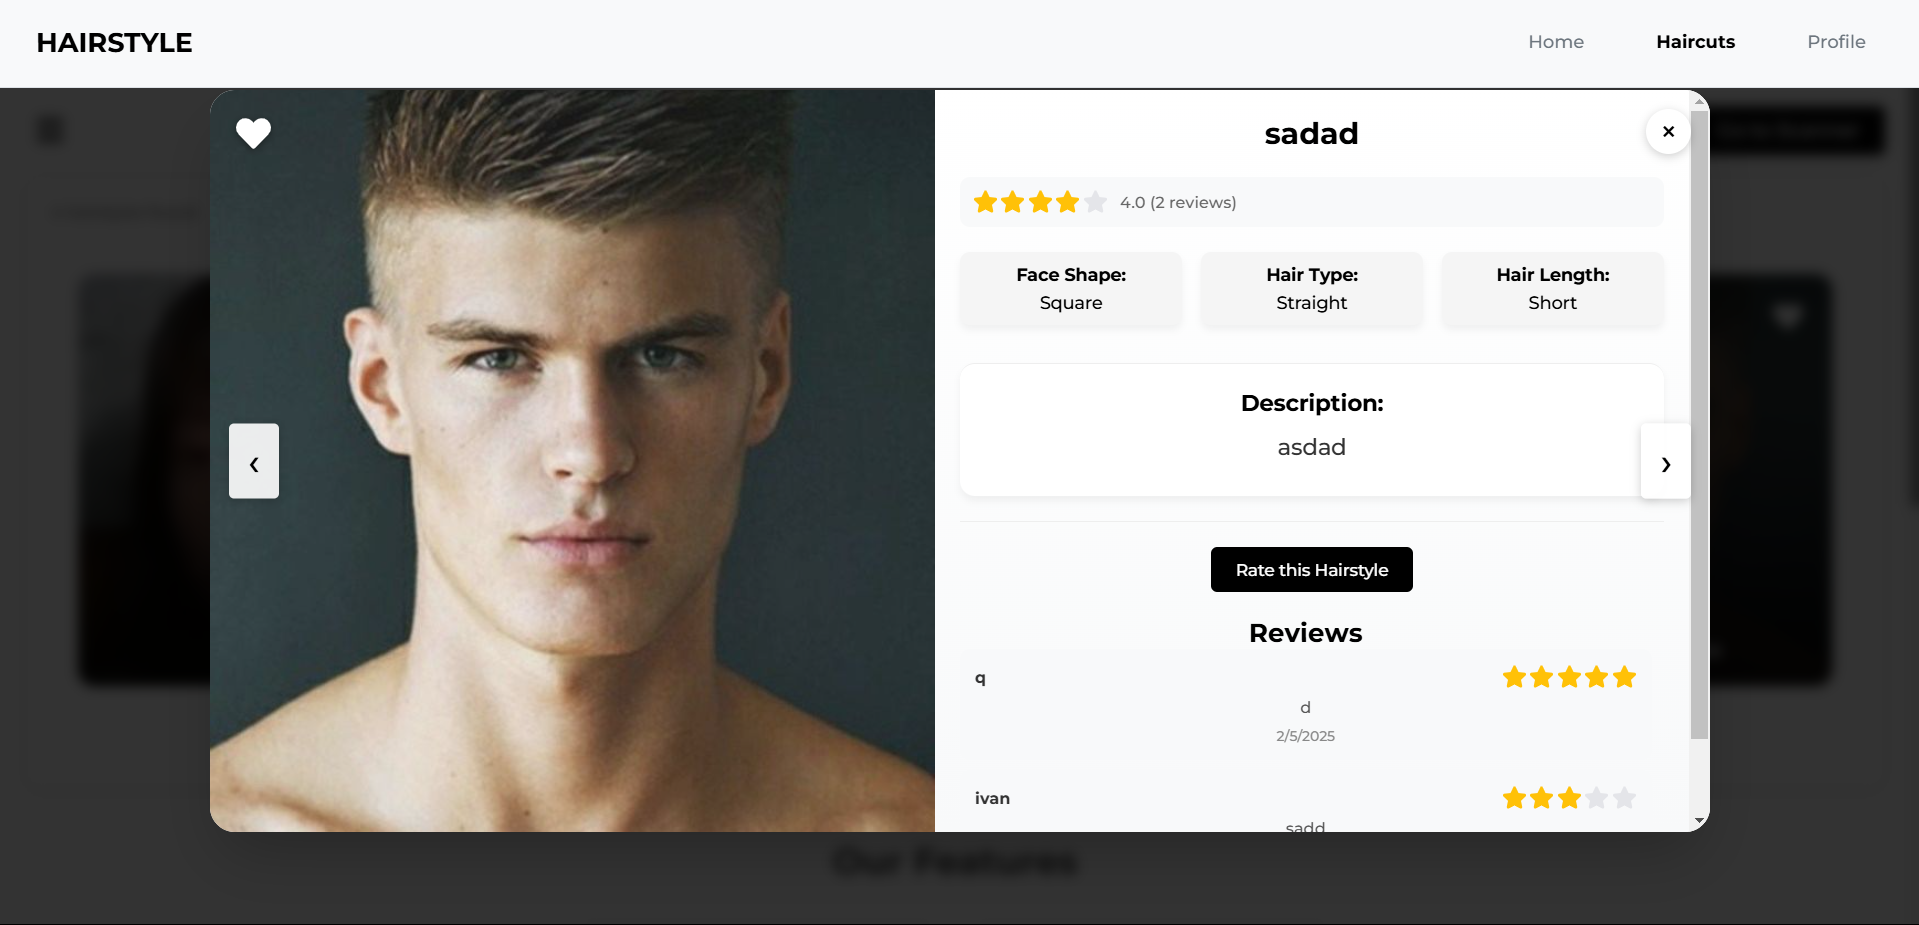 HAIRSTYLE
Home
Haircuts
Profile
sadad
×
4.0 (2 reviews)
Face Shape:
Square
Hair Type:
Straight
Hair Length:
Short
Description:
asdad
‹
›
Rate this Hairstyle
Reviews
q
d
2/5/2025
ivan
sadd
Our Features